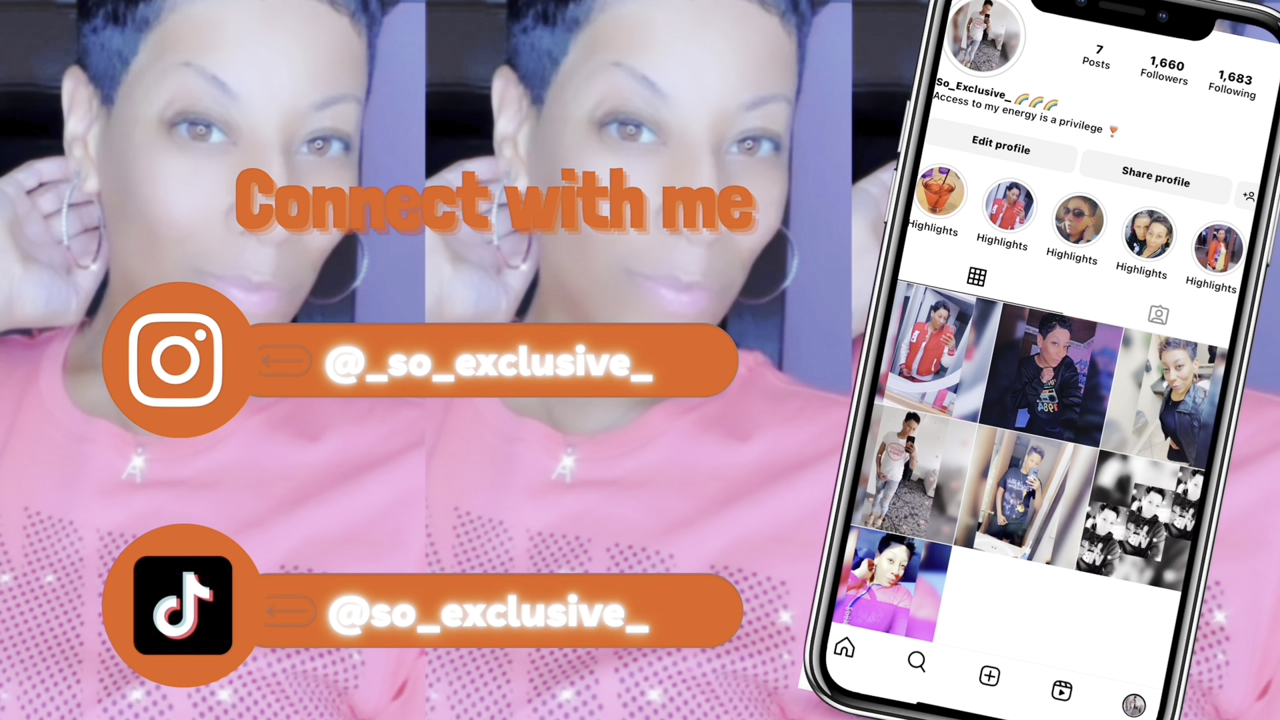 Connect with me
@_so_exclusive_
@so_exclusive_
7
Posts
1,660
Followers
1,683
Following
So_Exclusive_🌈🌈🌈
Access to my energy is a privilege
Edit profile
Share profile
Highlights
Highlights
Highlights
Highlights
Highlights
1984